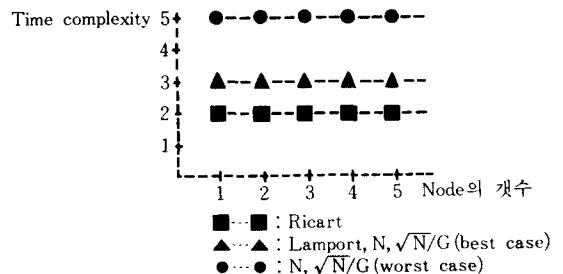 Time complexity 5
4
3
2
1
1 2 3 4 5 Node의 갯수
■---■ : Ricart
▲---▲ : Lamport, N, √N/G (best case)
●---● : N, √N/G (worst case)